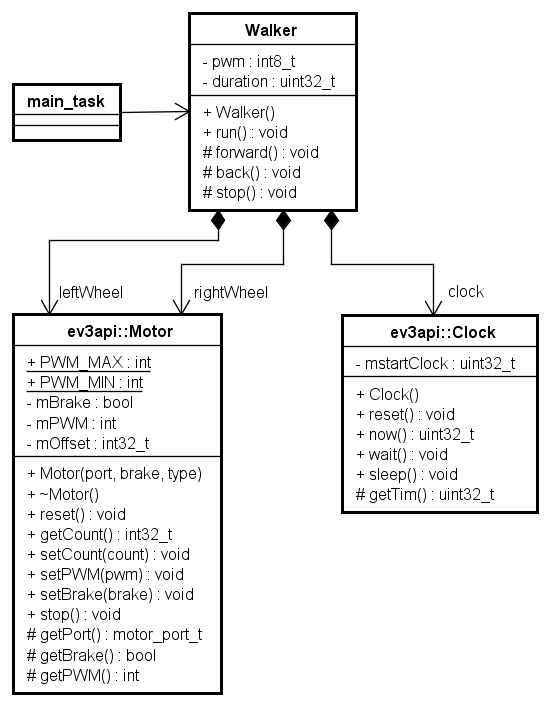 Walker
- pwm : int8_t
- duration : uint32_t
+ Walker()
+ run() : void
# forward() : void
# back() : void
# stop() : void
main_task
leftWheel
rightWheel
clock
ev3api::Motor
+ PWM_MAX : int
+ PWM_MIN : int
- mBrake : bool
- mPWM : int
- mOffset : int32_t
+ Motor(port, brake, type)
+ ~Motor()
+ reset() : void
+ getCount() : int32_t
+ setCount(count) : void
+ setPWM(pwm) : void
+ setBrake(brake) : void
+ stop() : void
# getPort() : motor_port_t
# getBrake() : bool
# getPWM() : int
ev3api::Clock
- mstartClock : uint32_t
+ Clock()
+ reset() : void
+ now() : uint32_t
+ wait() : void
+ sleep() : void
# getTim() : uint32_t